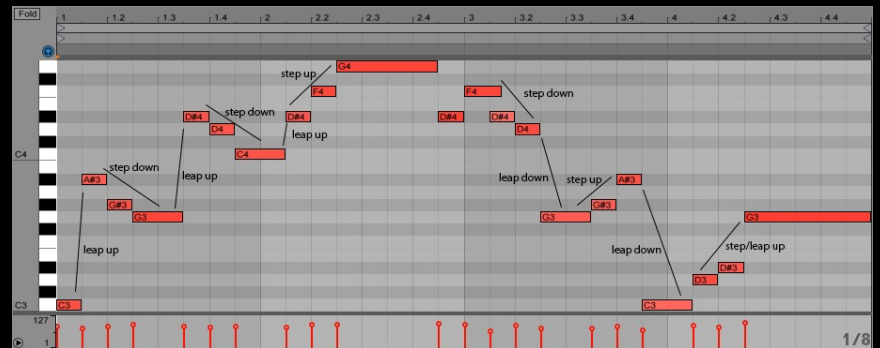 Fold
1 1.2 1.3 1.4 2 2.2 2.3 2.4 3 3.2 3.3 3.4 4 4.2 4.3 4.4
G4
step up
F4
F4
step down
D#4
step down
D#4
D#4
D#4
D4
leap up
D4
C4
C4
step down
A#3
leap up
leap down
step up
A#3
G#3
G#3
G3
G3
G3
leap up
leap down
step/leap up
D#3
D3
C3
C3
C3
127
1
1/8